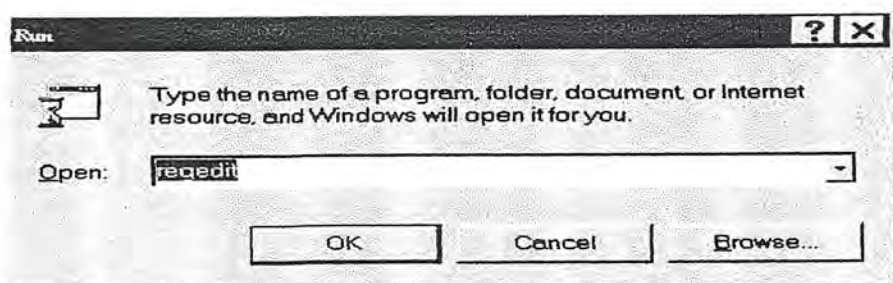 Run
Type the name of a program, folder, document, or Internet
resource, and Windows will open it for you.
Open: regedit
OK Cancel Browse...